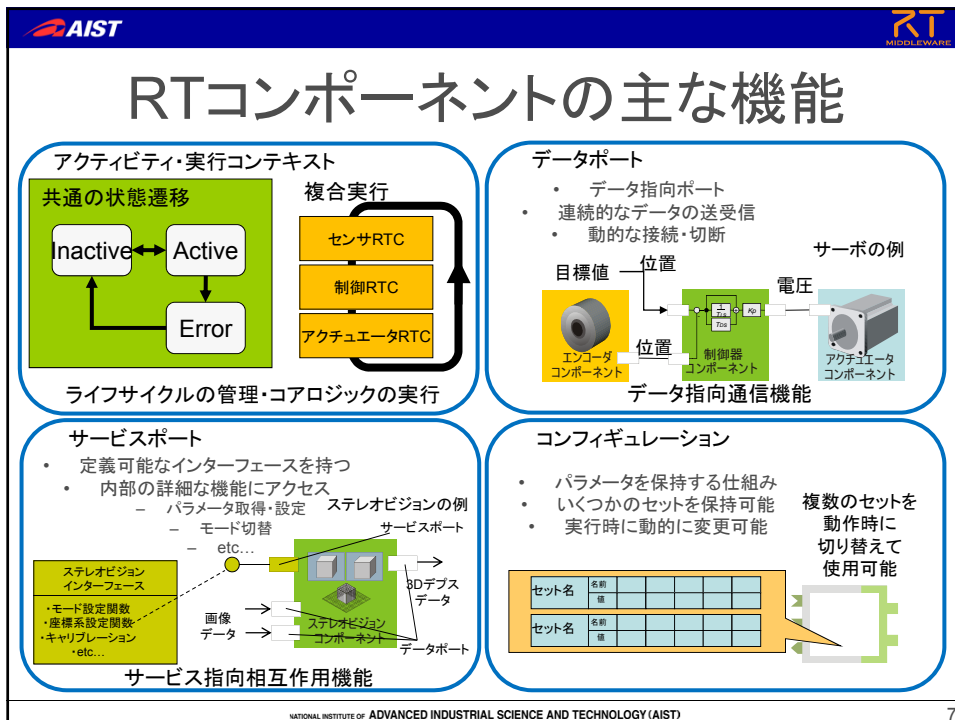 AIST
RT
MIDDLEWARE
RTコンポーネントの主な機能
アクティビティ・実行コンテキスト
共通の状態遷移
Inactive
Active
Error
複合実行
センサRTC
制御RTC
アクチュエータRTC
ライフサイクルの管理・コアロジックの実行
データポート
• データ指向ポート
• 連続的なデータの送受信
• 動的な接続・切断
サーボの例
目標値
位置
電圧
位置
エンコーダ
コンポーネント
制御器
コンポーネント
アクチュエータ
コンポーネント
1
TIs
TDs
Kp
データ指向通信機能
サービスポート
• 定義可能なインターフェースを持つ
• 内部の詳細な機能にアクセス
– パラメータ取得・設定
– モード切替
– etc…
ステレオビジョンの例
サービスポート
ステレオビジョン
インターフェース
・モード設定関数
・座標系設定関数
・キャリブレーション
・etc…
画像
データ
ステレオビジョン
コンポーネント
3Dデプス
データ
データポート
サービス指向相互作用機能
コンフィギュレーション
• パラメータを保持する仕組み
• いくつかのセットを保持可能
• 実行時に動的に変更可能
複数のセットを
動作時に
切り替えて
使用可能
セット名
名前
値
セット名
名前
値
NATIONAL INSTITUTE OF ADVANCED INDUSTRIAL SCIENCE AND TECHNOLOGY (AIST)
7